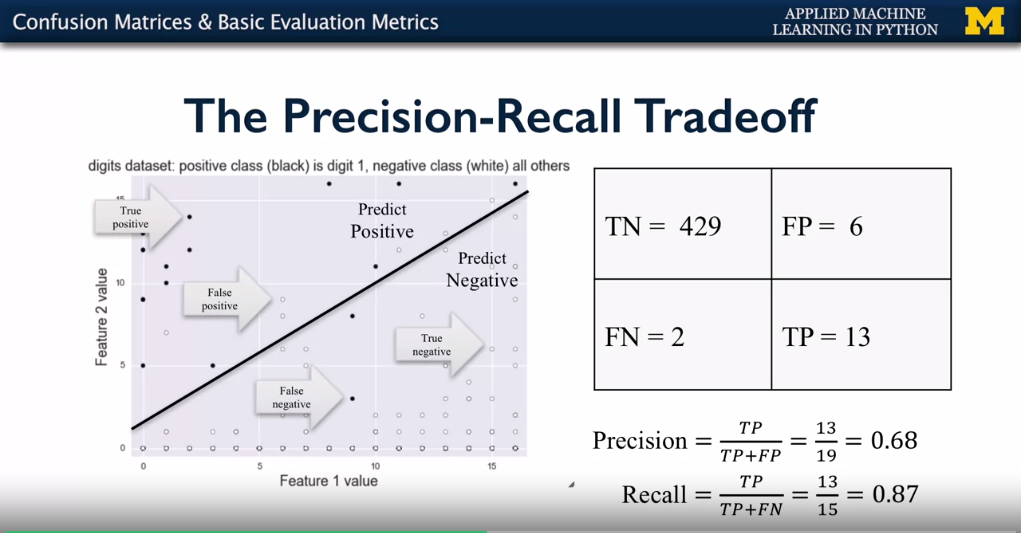 Confusion Matrices & Basic Evaluation Metrics
APPLIED MACHINE
LEARNING IN PYTHON
M
The Precision-Recall Tradeoff
digits dataset: positive class (black) is digit 1, negative class (white) all others
15
10
5
0
Feature 2 value
True
positive
False
positive
Predict
Positive
Predict
Negative
True
negative
False
negative
0
5
10
15
Feature 1 value
TN = 429
FP = 6
FN = 2
TP = 13
Precision = TP/TP+FP = 13/19 = 0.68
Recall = TP/TP+FN = 13/15 = 0.87